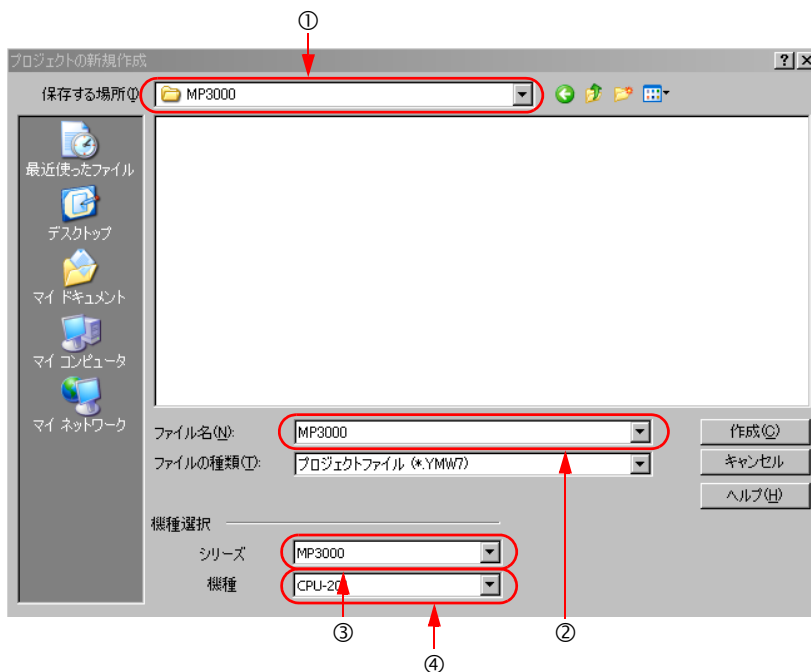 ①
プロジェクトの新規作成
保存する場所(I)
MP3000
最近使ったファイル
デスクトップ
マイ ドキュメント
マイ コンピュータ
マイ ネットワーク
ファイル名(N):
MP3000
作成(C)
ファイルの種類(T):
プロジェクトファイル (*.YMW7)
キャンセル
ヘルプ(H)
機種選択
シリーズ
MP3000
機種
CPU-20
③
②
④